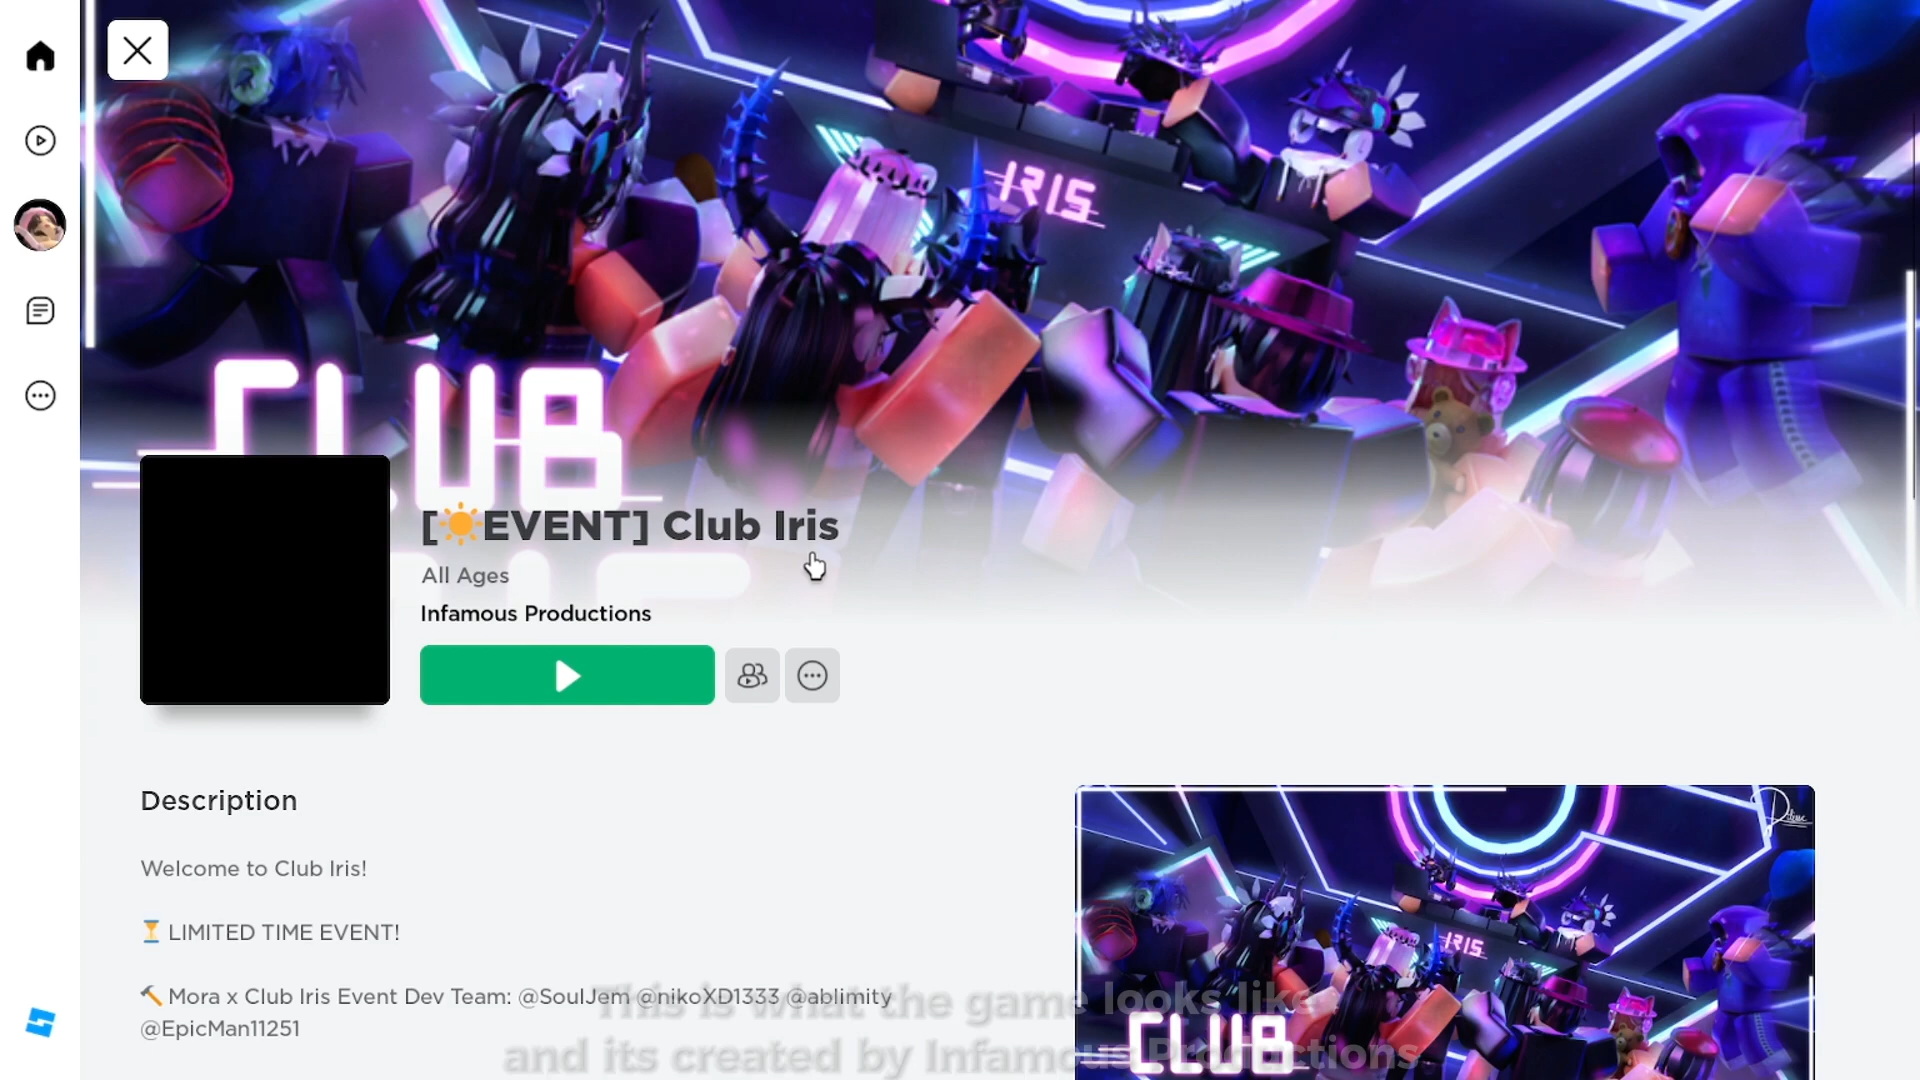 IRIS
CLUB
[☀️EVENT] Club Iris
All Ages
Infamous Productions
Description
Welcome to Club Iris!
⏳ LIMITED TIME EVENT!
🔨 Mora x Club Iris Event Dev Team: @SoulJem @nikoXD1333 @ablimity
@EpicMan11251
IRIS
CLUB
This is what the game looks like
and its created by Infamous Productions